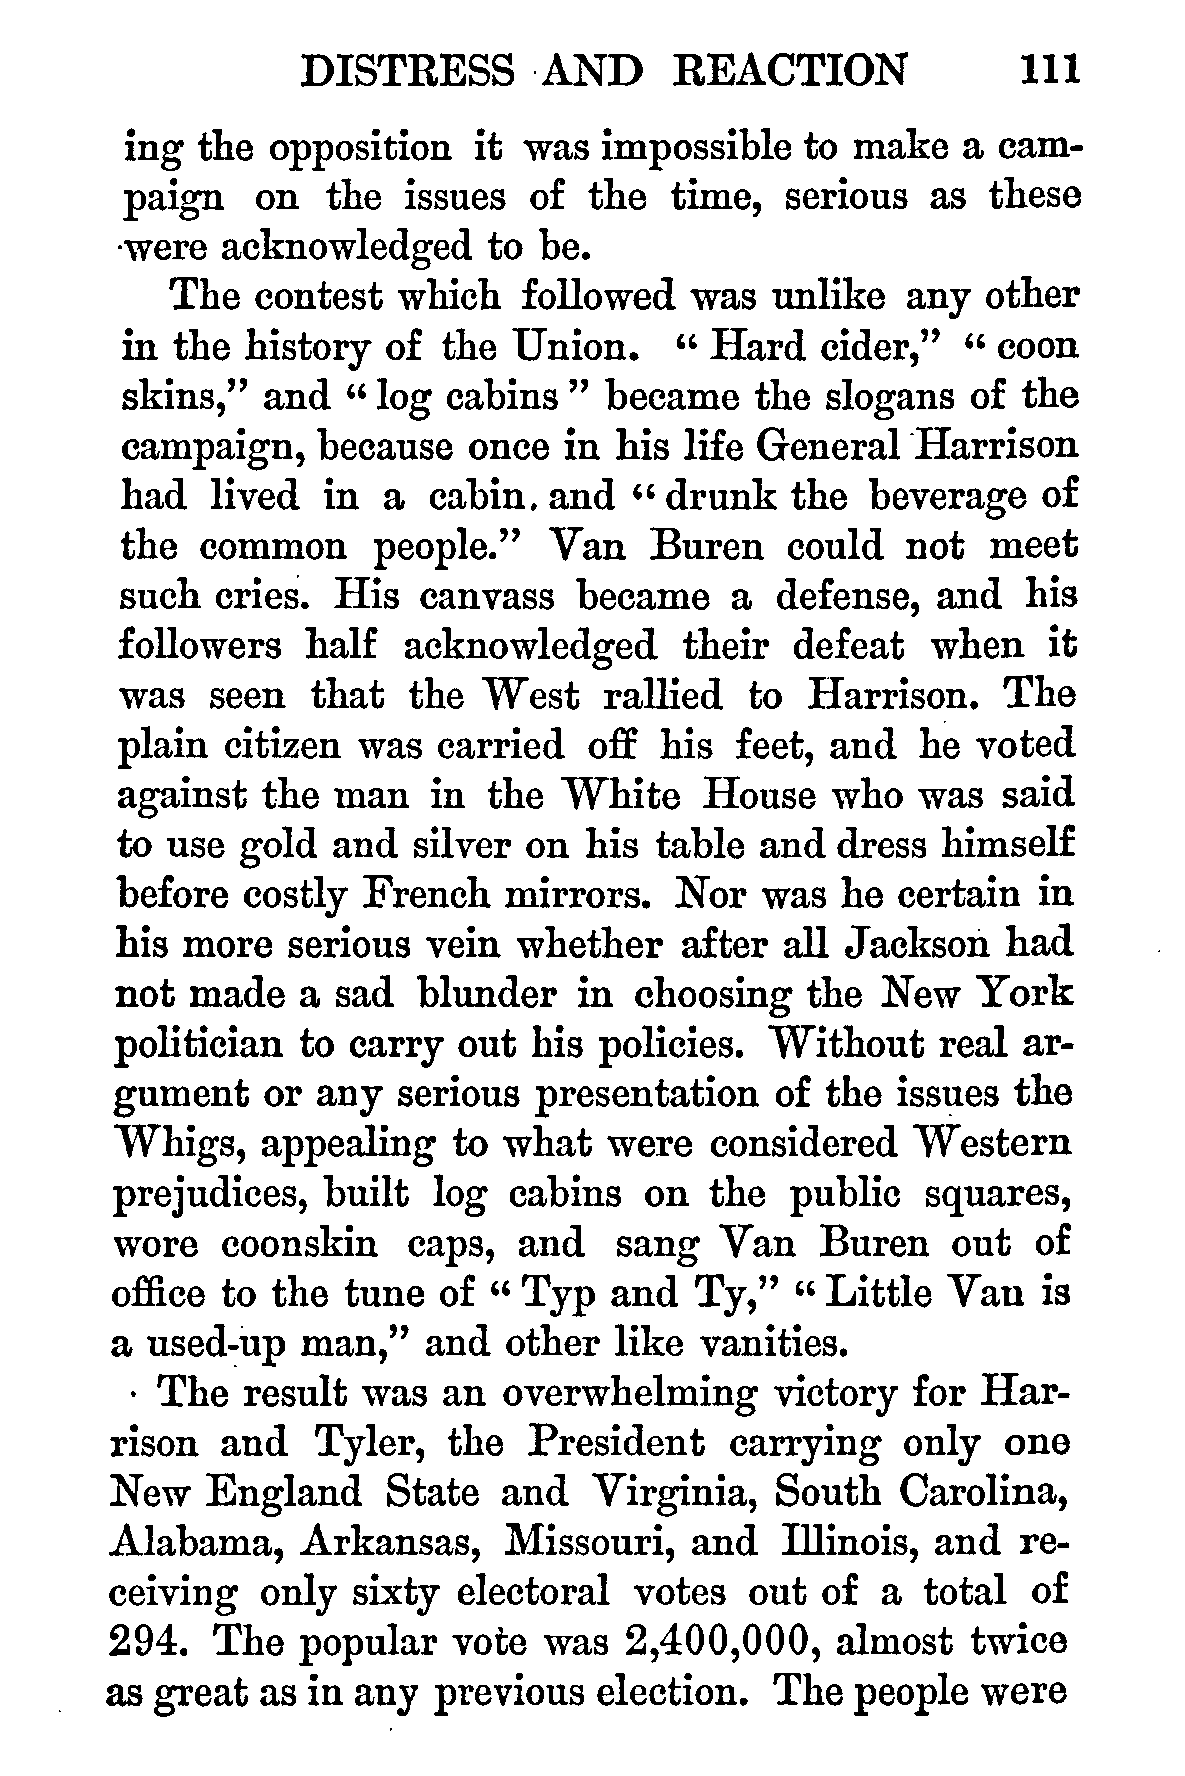 DISTRESS AND REACTION 111
ing the opposition it was impossible to make a cam-
paign on the issues of the time, serious as these
were acknowledged to be.
The contest which followed was unlike any other
in the history of the Union. “ Hard cider,” “ coon
skins,” and “ log cabins ” became the slogans of the
campaign, because once in his life General Harrison
had lived in a cabin. and “ drunk the beverage of
the common people.” Van Buren could not meet
such cries. His canvass became a defense, and his
followers half acknowledged their defeat when it
was seen that the West rallied to Harrison. The
plain citizen was carried off his feet, and he voted
against the man in the White House who was said
to use gold and silver on his table and dress himself
before costly French mirrors. Nor was he certain in
his more serious vein whether after all Jackson had
not made a sad blunder in choosing the New York
politician to carry out his policies. Without real ar-
gument or any serious presentation of the issues the
Whigs, appealing to what were considered Western
prejudices, built log cabins on the public squares,
wore coonskin caps, and sang Van Buren out of
office to the tune of “ Typ and Ty,” “ Little Van is
a used-up man,” and other like vanities.
The result was an overwhelming victory for Har-
rison and Tyler, the President carrying only one
New England State and Virginia, South Carolina,
Alabama, Arkansas, Missouri, and Illinois, and re-
ceiving only sixty electoral votes out of a total of
294. The popular vote was 2,400,000, almost twice
as great as in any previous election. The people were